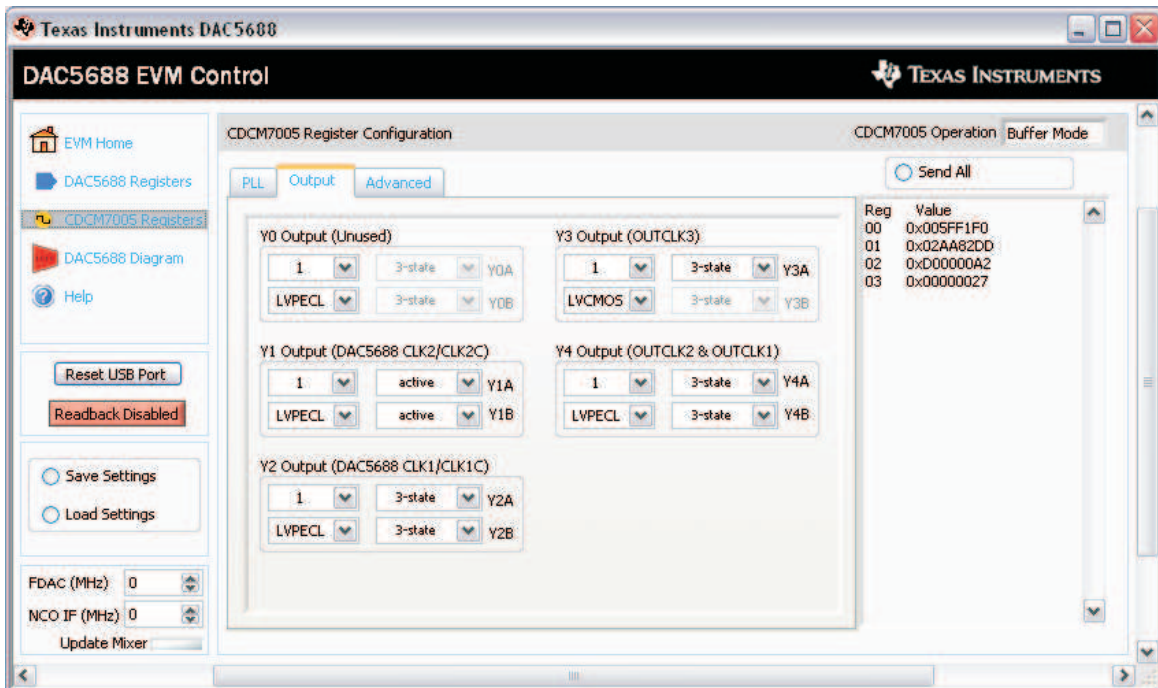 Texas Instruments DAC5688
DAC5688 EVM Control
TEXAS INSTRUMENTS
EVM Home
DAC5688 Registers
CDCM7005 Registers
DAC5688 Diagram
Help
Reset USB Port
Readback Disabled
Save Settings
Load Settings
FDAC (MHz) 0
NCO IF (MHz) 0
Update Mixer
CDCM7005 Register Configuration
CDCM7005 Operation Buffer Mode
PLL Output Advanced
Send All
Y0 Output (Unused)
1 3-state Y0A
LVPECL 3-state Y0B
Y3 Output (OUTCLK3)
1 3-state Y3A
LVCMOS 3-state Y3B
Y1 Output (DAC5688 CLK2/CLK2C)
1 active Y1A
LVPECL active Y1B
Y4 Output (OUTCLK2 & OUTCLK1)
1 3-state Y4A
LVPECL 3-state Y4B
Y2 Output (DAC5688 CLK1/CLK1C)
1 3-state Y2A
LVPECL 3-state Y2B
Reg Value
00 0x005FF1F0
01 0x02AA82DD
02 0xD00000A2
03 0x00000027